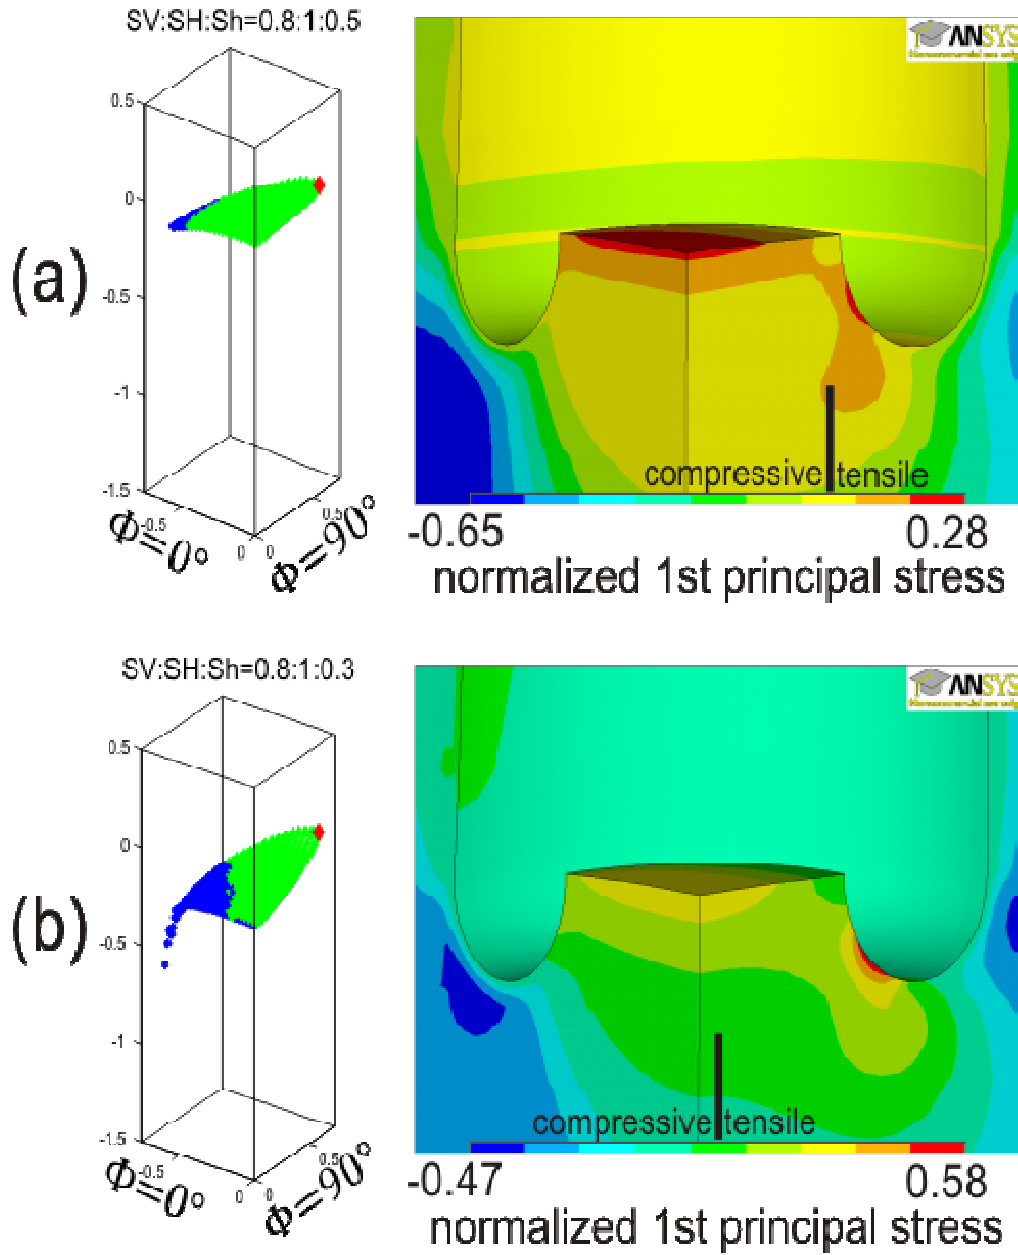 SV:SH:Sh=0.8:1:0.5
ANSYS
0.5
0
-0.5
-1
-1.5
-0.5
0
0
0.5
Φ=0°
Φ=90°
(a)
compressive tensile
-0.65
0.28
normalized 1st principal stress
SV:SH:Sh=0.8:1:0.3
ANSYS
0.5
0
-0.5
-1
-1.5
-0.5
0
0
0.5
Φ=0°
Φ=90°
(b)
compressive tensile
-0.47
0.58
normalized 1st principal stress